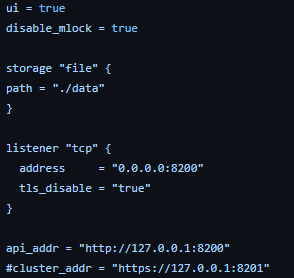 ui = true
disable_mlock = true
storage "file" {
path = "./data"
}
listener "tcp" {
  address     = "0.0.0.0:8200"
  tls_disable = "true"
}
api_addr = "http://127.0.0.1:8200"
#cluster_addr = "https://127.0.0.1:8201"